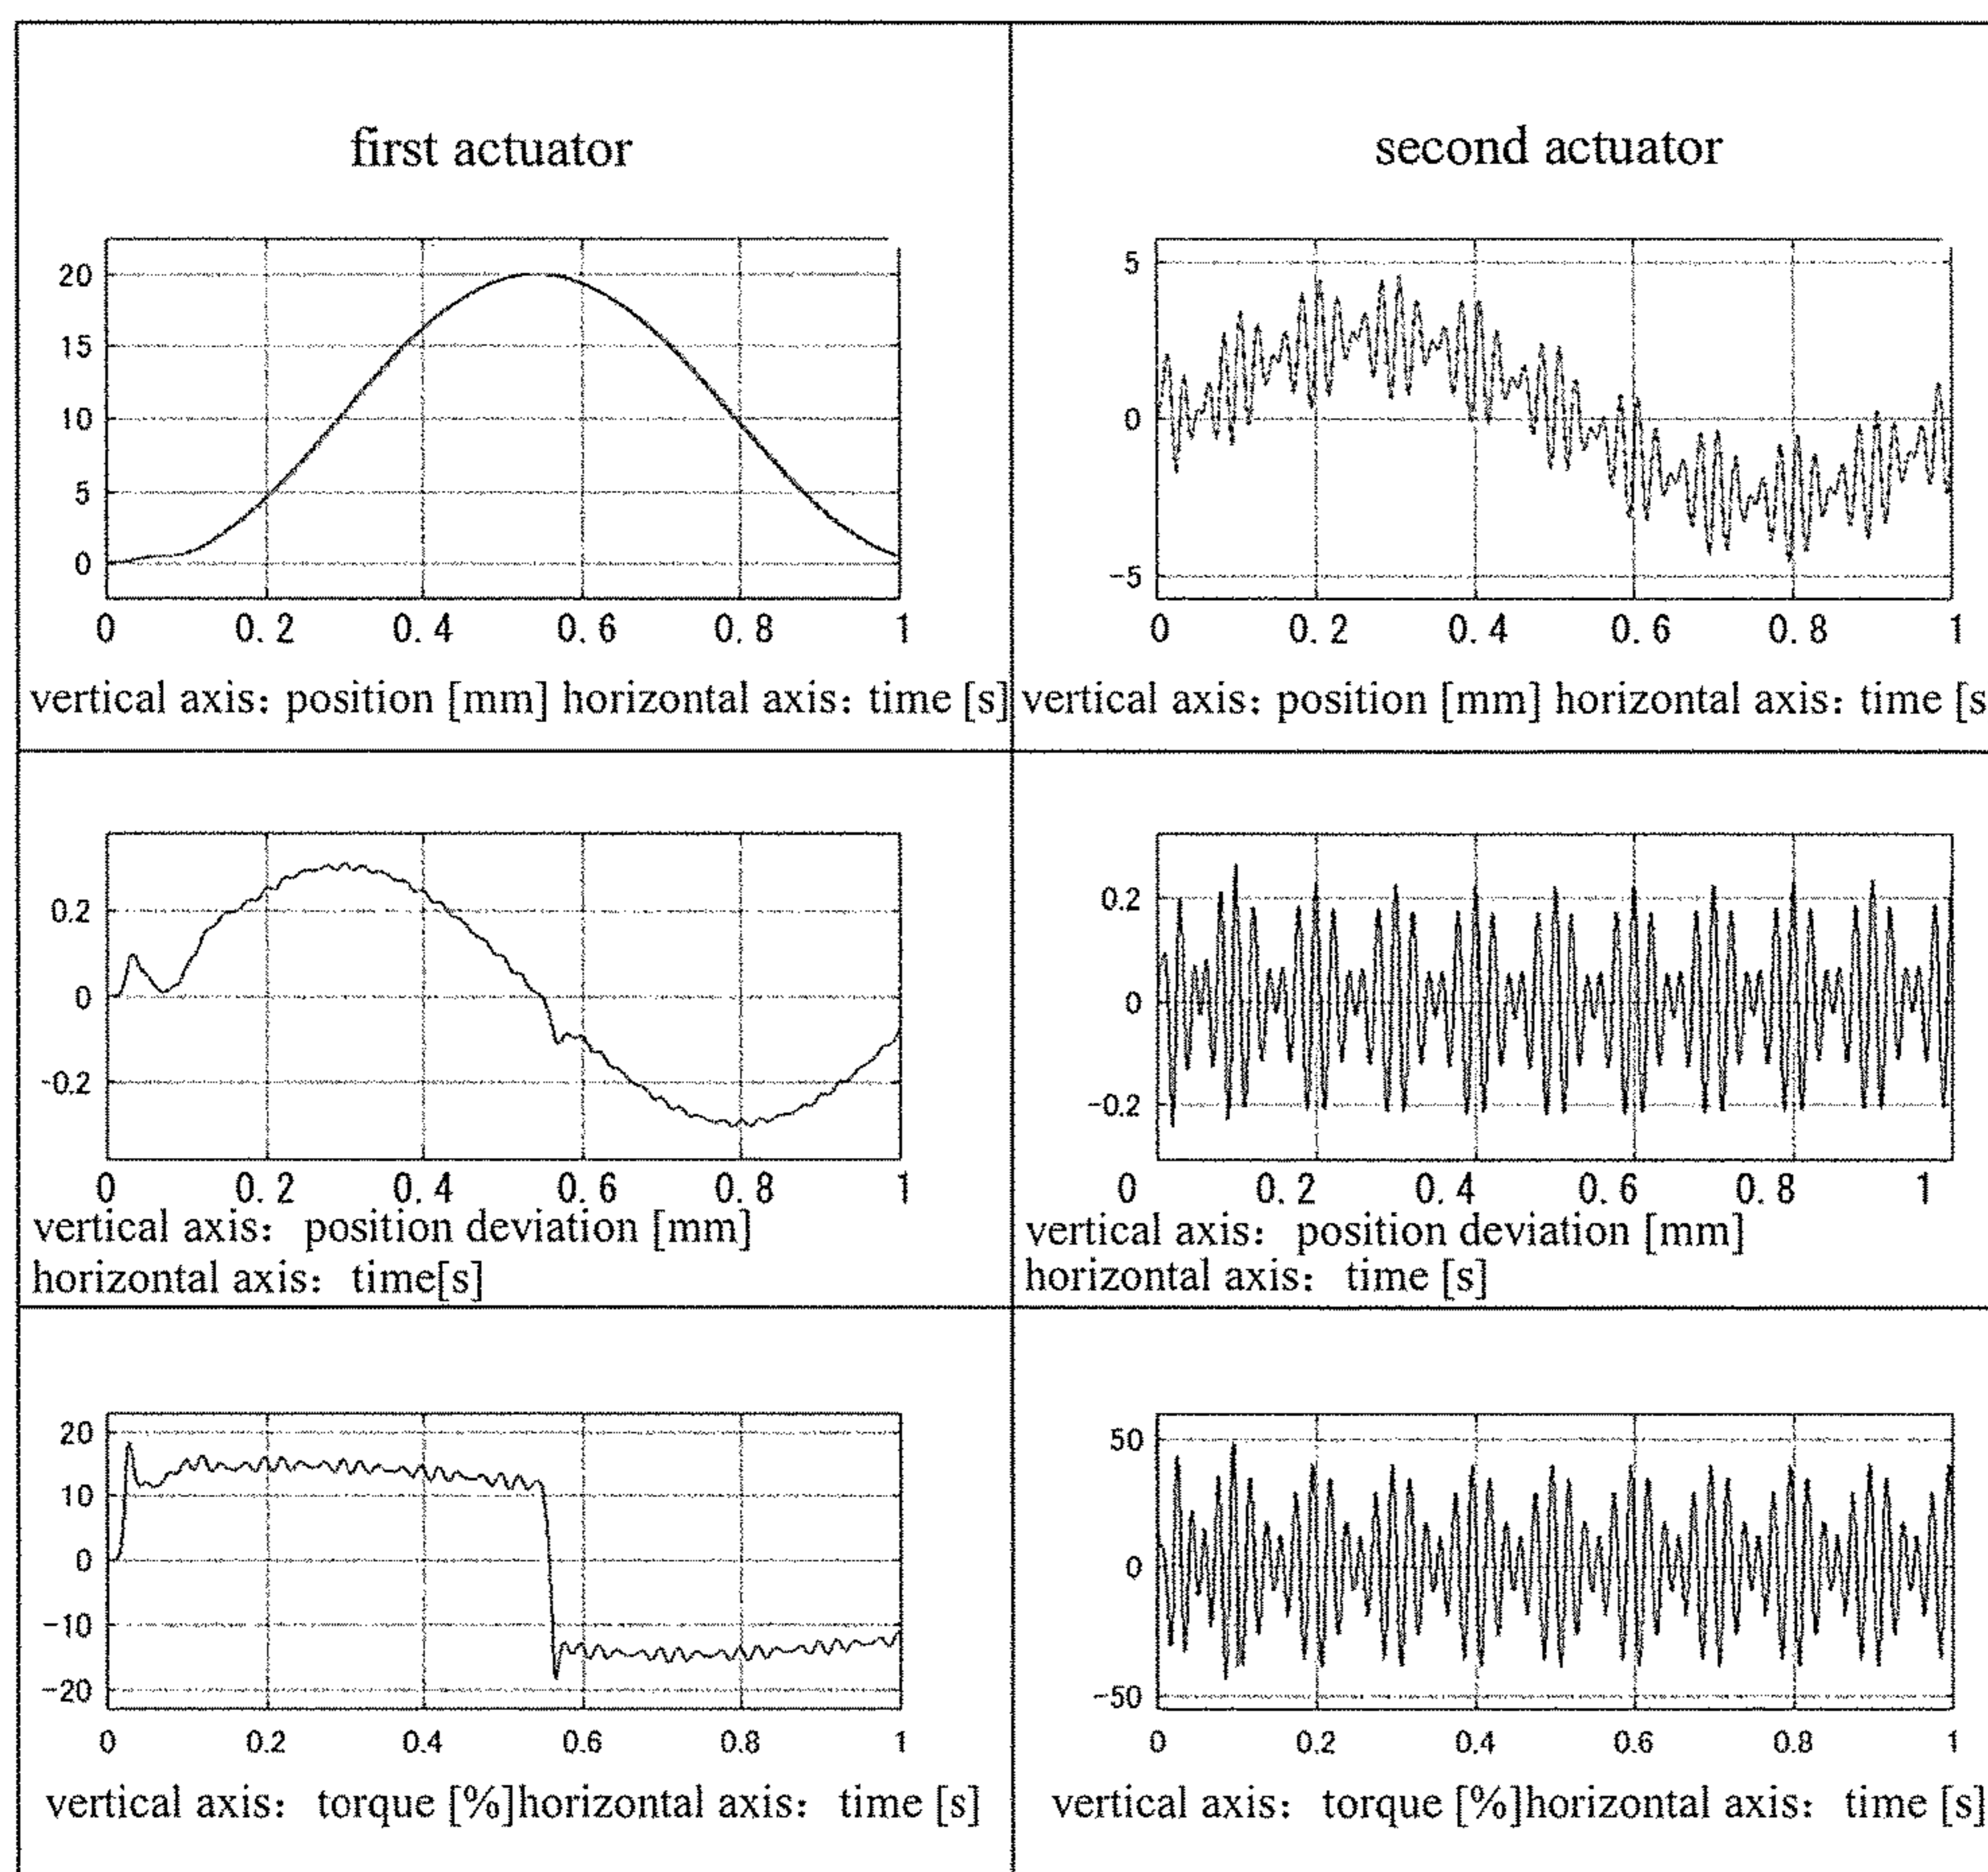 first actuator
second actuator
20
15
10
5
0
0 0.2 0.4 0.6 0.8 1
vertical axis: position [mm] horizontal axis: time [s]
5
0
-5
0 0.2 0.4 0.6 0.8 1
vertical axis: position [mm] horizontal axis: time [s
0.2
0
-0.2
0 0.2 0.4 0.6 0.8 1
vertical axis: position deviation [mm]
horizontal axis: time[s]
0.2
0
-0.2
0 0.2 0.4 0.6 0.8 1
vertical axis: position deviation [mm]
horizontal axis: time [s]
20
10
0
-10
-20
0 0.2 0.4 0.6 0.8 1
vertical axis: torque [%]horizontal axis: time [s]
50
0
-50
0 0.2 0.4 0.6 0.8 1
vertical axis: torque [%]horizontal axis: time [s]